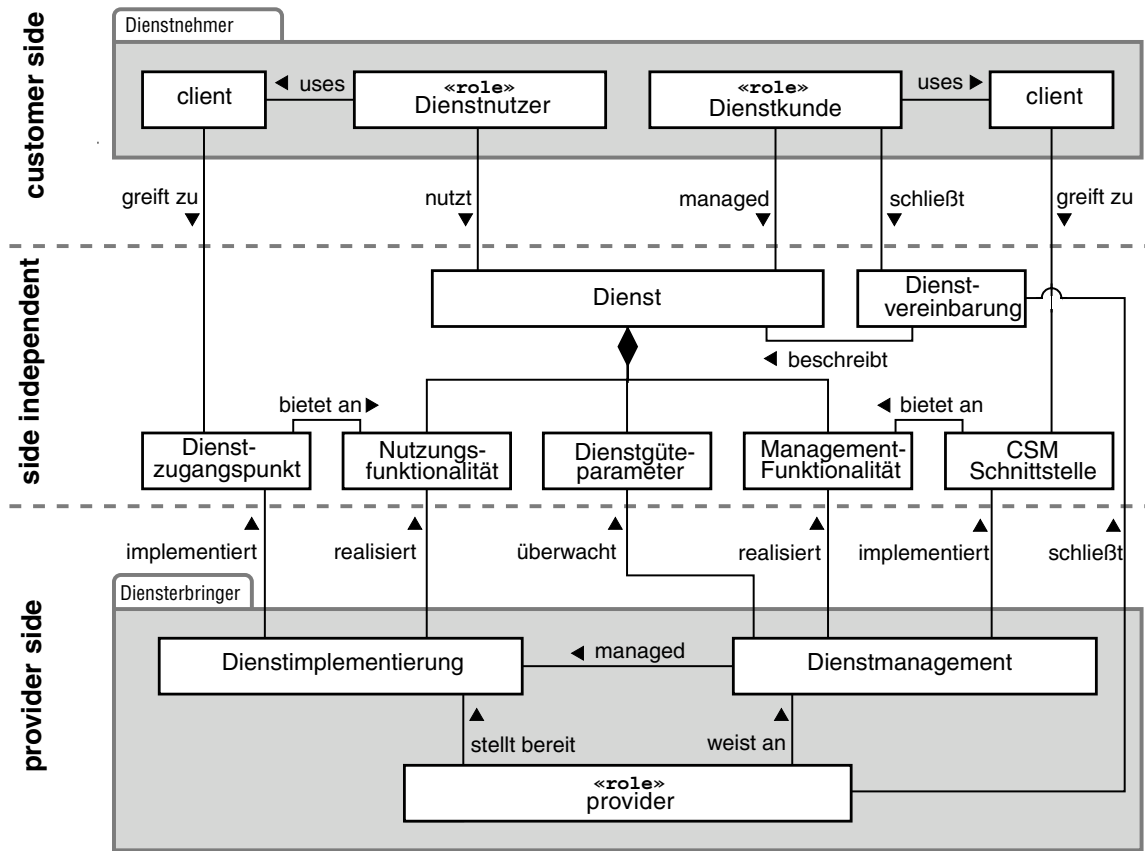 customer side
Dienstnehmer
client
uses
«role»
Dienstnutzer
«role»
Dienstkunde
uses
client
greift zu
nutzt
managed
schließt
greift zu
side independent
Dienst
Dienst-
vereinbarung
beschreibt
bietet an
bietet an
Dienst-
zugangspunkt
Nutzungs-
funktionalität
Dienstgüte-
parameter
Management-
Funktionalität
CSM
Schnittstelle
implementiert
realisiert
überwacht
realisiert
implementiert
schließt
provider side
Diensterbringer
Dienstimplementierung
managed
Dienstmanagement
stellt bereit
weist an
«role»
provider